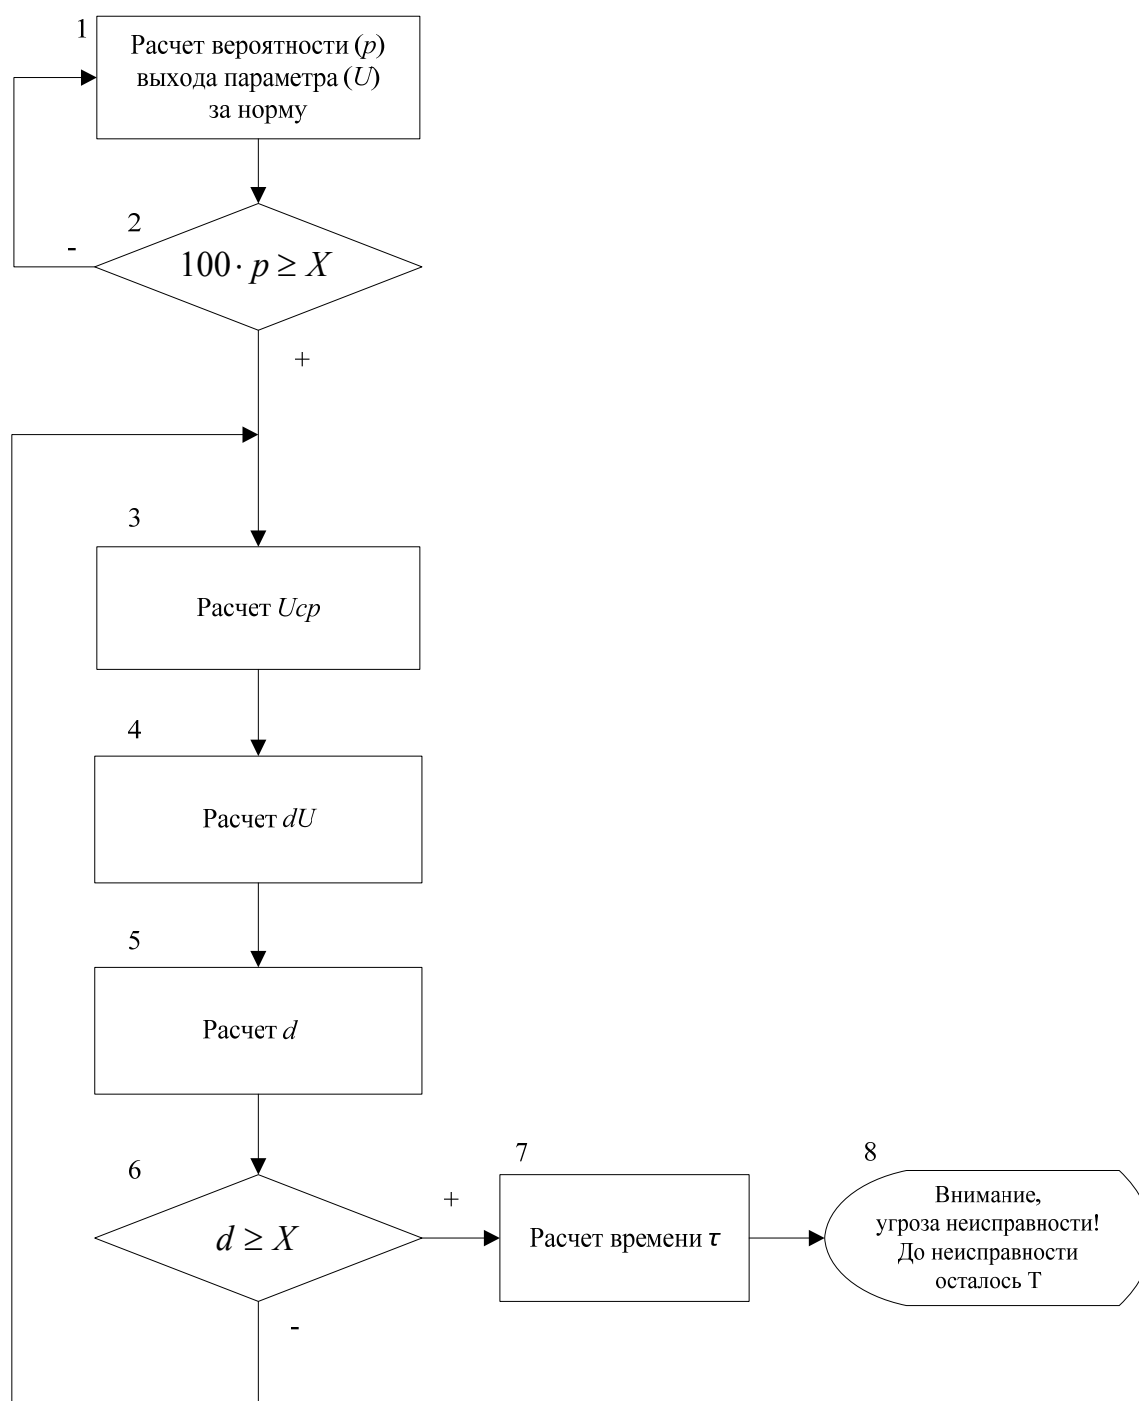 1
Расчет вероятности (p)
выхода параметра (U)
за норму
2
-
100 · p ≥ X
+
3
Расчет Uср
4
Расчет dU
5
Расчет d
6
d ≥ X
+
-
7
Расчет времени τ
8
Внимание,
угроза неисправности!
До неисправности
осталось T